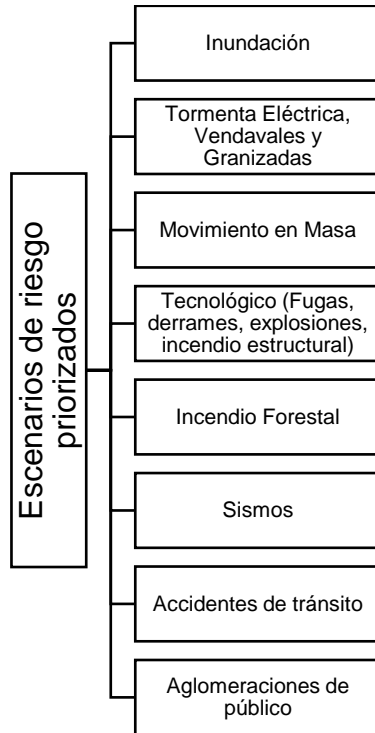 Escenarios de riesgo
priorizados
Inundación
Tormenta Eléctrica,
Vendavales y
Granizadas
Movimiento en Masa
Tecnológico (Fugas,
derrames, explosiones,
incendio estructural)
Incendio Forestal
Sismos
Accidentes de tránsito
Aglomeraciones de
público